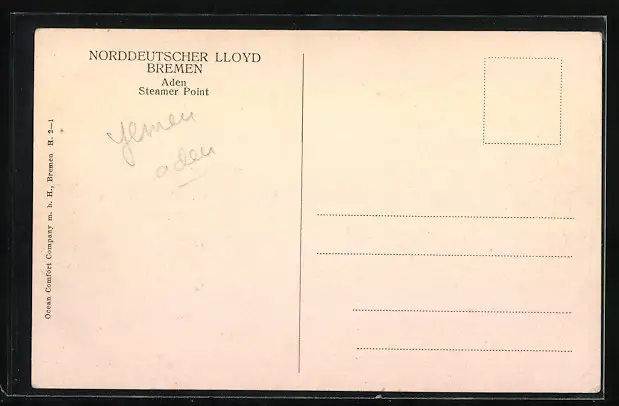 NORDDEUTSCHER LLOYD
BREMEN
Aden
Steamer Point
Yemen
aden
Ocean Comfort Company m. b. H., Bremen H. 2—1